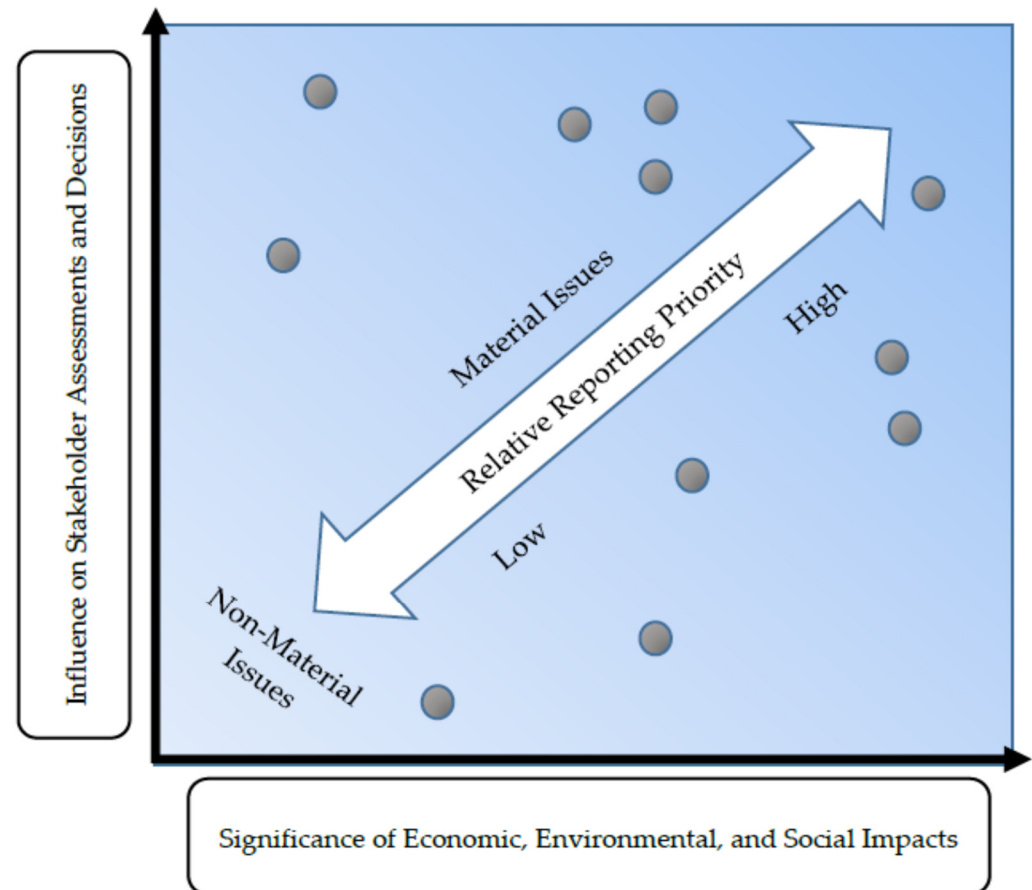 Influence on Stakeholder Assessments and Decisions
Material Issues
Relative Reporting Priority
High
Low
Non-Material
Issues
Significance of Economic, Environmental, and Social Impacts